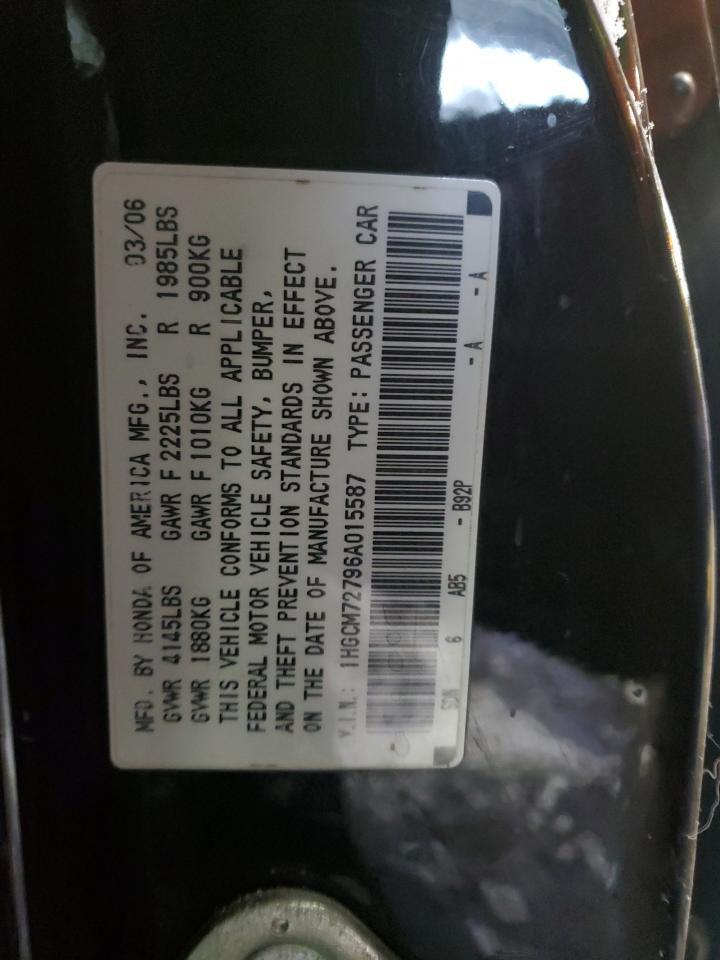 MFD. BY HONDA OF AMERICA MFG., INC. 03/06
GVWR 4145LBS GAWR F 2225LBS R 1985LBS
GVWR 1880KG GAWR F 1010KG R 900KG
THIS VEHICLE CONFORMS TO ALL APPLICABLE
FEDERAL MOTOR VEHICLE SAFETY, BUMPER,
AND THEFT PREVENTION STANDARDS IN EFFECT
ON THE DATE OF MANUFACTURE SHOWN ABOVE.
V.I.N.: 1HGCM72796A015587 TYPE: PASSENGER CAR
SDN 6 AB5 - B92P - A - A